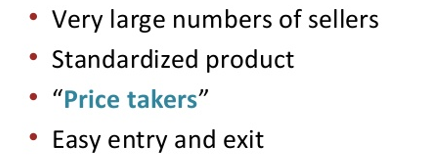 • Very large numbers of sellers
• Standardized product
• “Price takers”
• Easy entry and exit